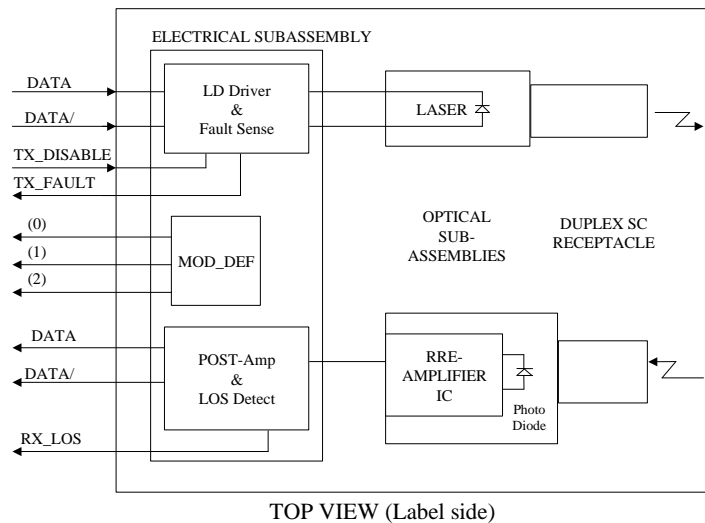 ELECTRICAL SUBASSEMBLY
DATA
DATA/
TX_DISABLE
TX_FAULT
LD Driver
&
Fault Sense
LASER
(0)
(1)
(2)
MOD_DEF
OPTICAL
SUB-
ASSEMBLIES
DUPLEX SC
RECEPTACLE
DATA
DATA/
RX_LOS
POST-Amp
&
LOS Detect
RRE-
AMPLIFIER
IC
Photo
Diode
TOP VIEW (Label side)